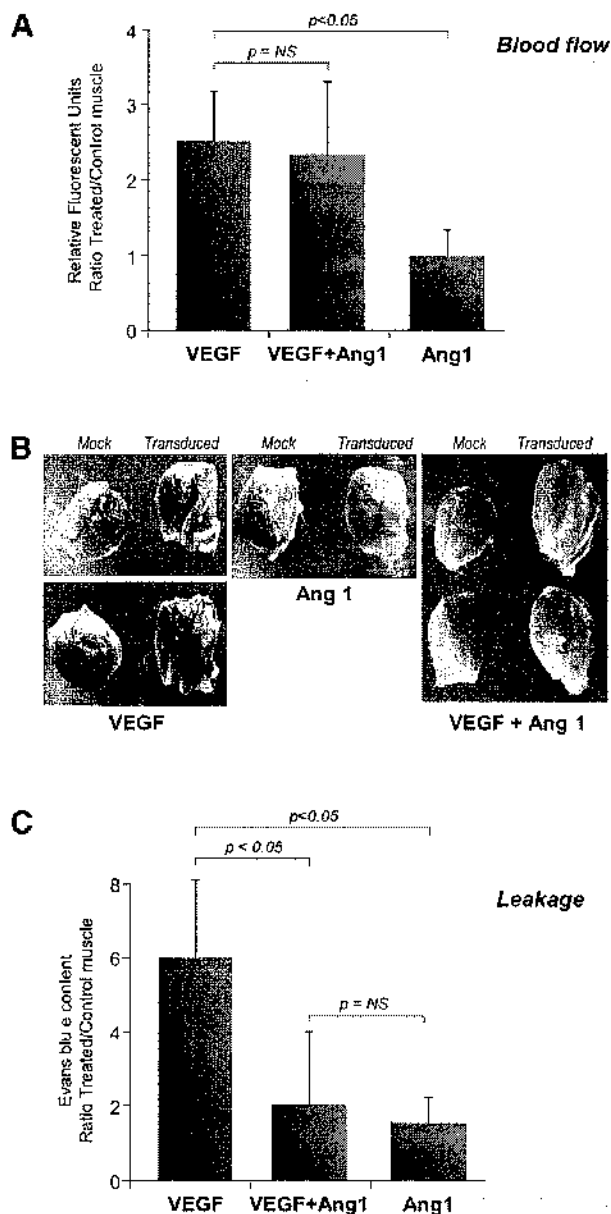 A
p<0.05
Blood flow
p = NS
4
3
2
1
0
Relative Fluorescent Units
Ratio Treated/Control muscle
VEGF
VEGF+Ang1
Ang1
B
Mock
Transduced
Mock
Transduced
Mock
Transduced
Ang 1
VEGF
VEGF + Ang 1
C
p<0.05
p < 0.05
Leakage
p = NS
8
6
4
2
0
Evans blu e content
Ratio Treated/Control muscle
VEGF
VEGF+Ang1
Ang1